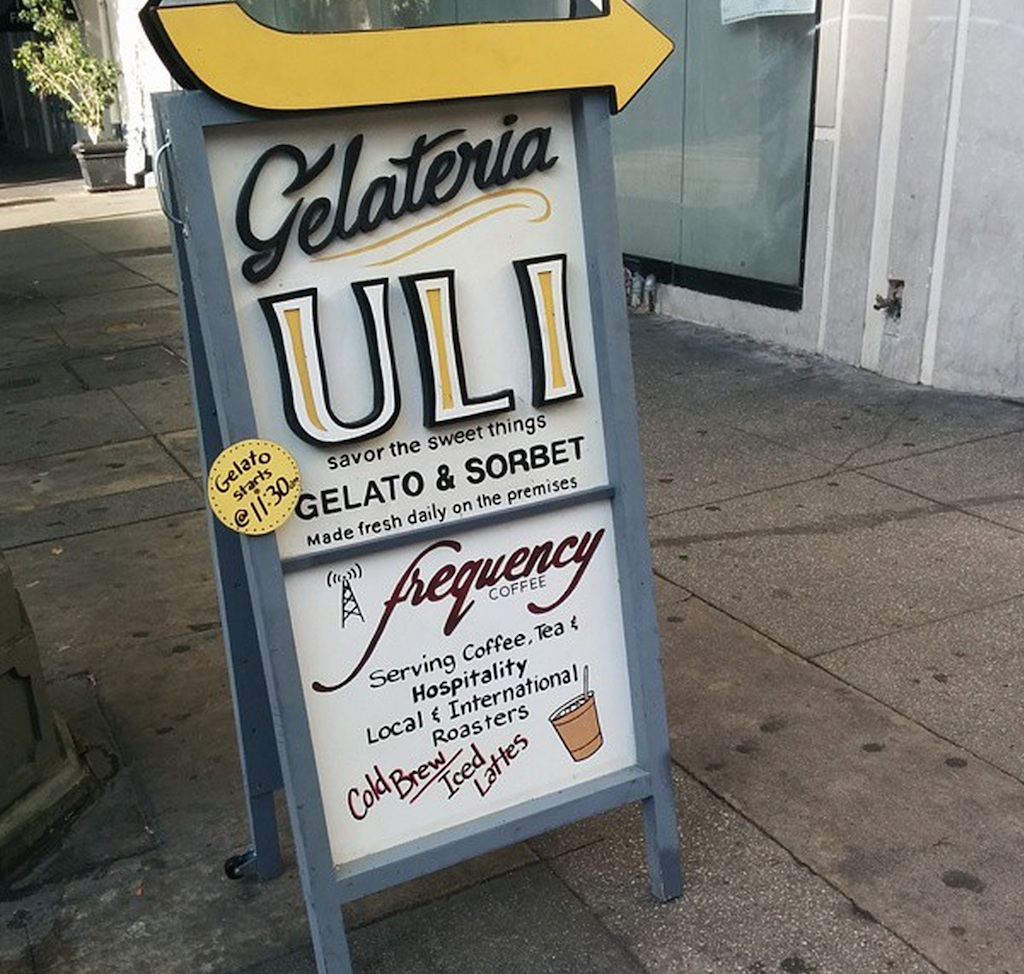 Gelateria
ULI
savor the sweet things
GELATO & SORBET
Made fresh daily on the premises
Gelato
starts
@ 11:30am
frequency
COFFEE
Serving Coffee, Tea &
Hospitality
Local & International
Roasters
Cold Brew
Iced
Lattes